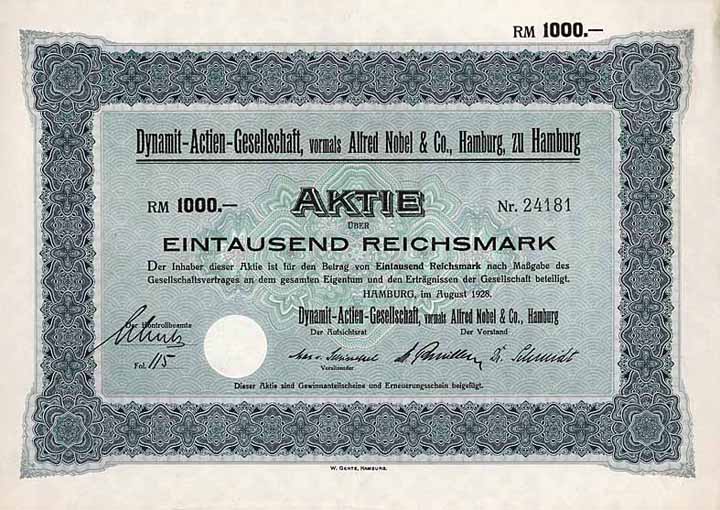 RM 1000.—
Dynamit-Actien-Gesellschaft, vormals Alfred Nobel & Co., Hamburg, zu Hamburg
RM 1000.— AKTIE Nr. 24181
ÜBER
EINTAUSEND REICHSMARK
Der Inhaber dieser Aktie ist für den Betrag von Eintausend Reichsmark nach Maßgabe des
Gesellschaftsvertrages an dem gesamten Eigentum und den Erträgnissen der Gesellschaft beteiligt.
HAMBURG, im August 1928.
Dynamit-Actien-Gesellschaft, vormals Alfred Nobel & Co., Hamburg
Der Kontrollbeamte Der Aufsichtsrat Der Vorstand
Dr. Schmidt
Fol. 115 Vorsitzender
Dieser Aktie sind Gewinnanteilscheine und Erneuerungsschein beigefügt.
W. GENTE, HAMBURG.